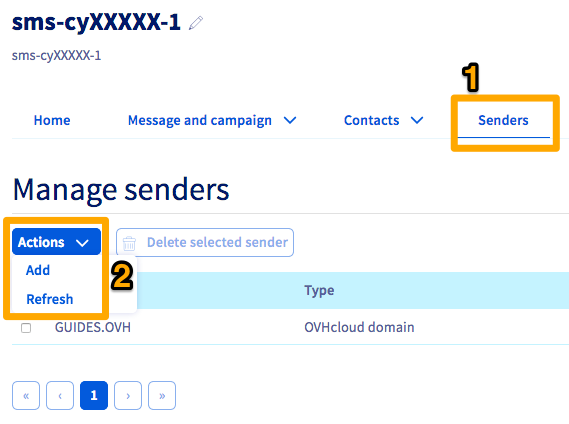 sms-cyXXXXX-1
sms-cyXXXXX-1
1
Home Message and campaign Contacts Senders
Manage senders
Actions Delete selected sender
Add
2
Type
Refresh
GUIDES.OVH OVHcloud domain
« ‹ 1 › »